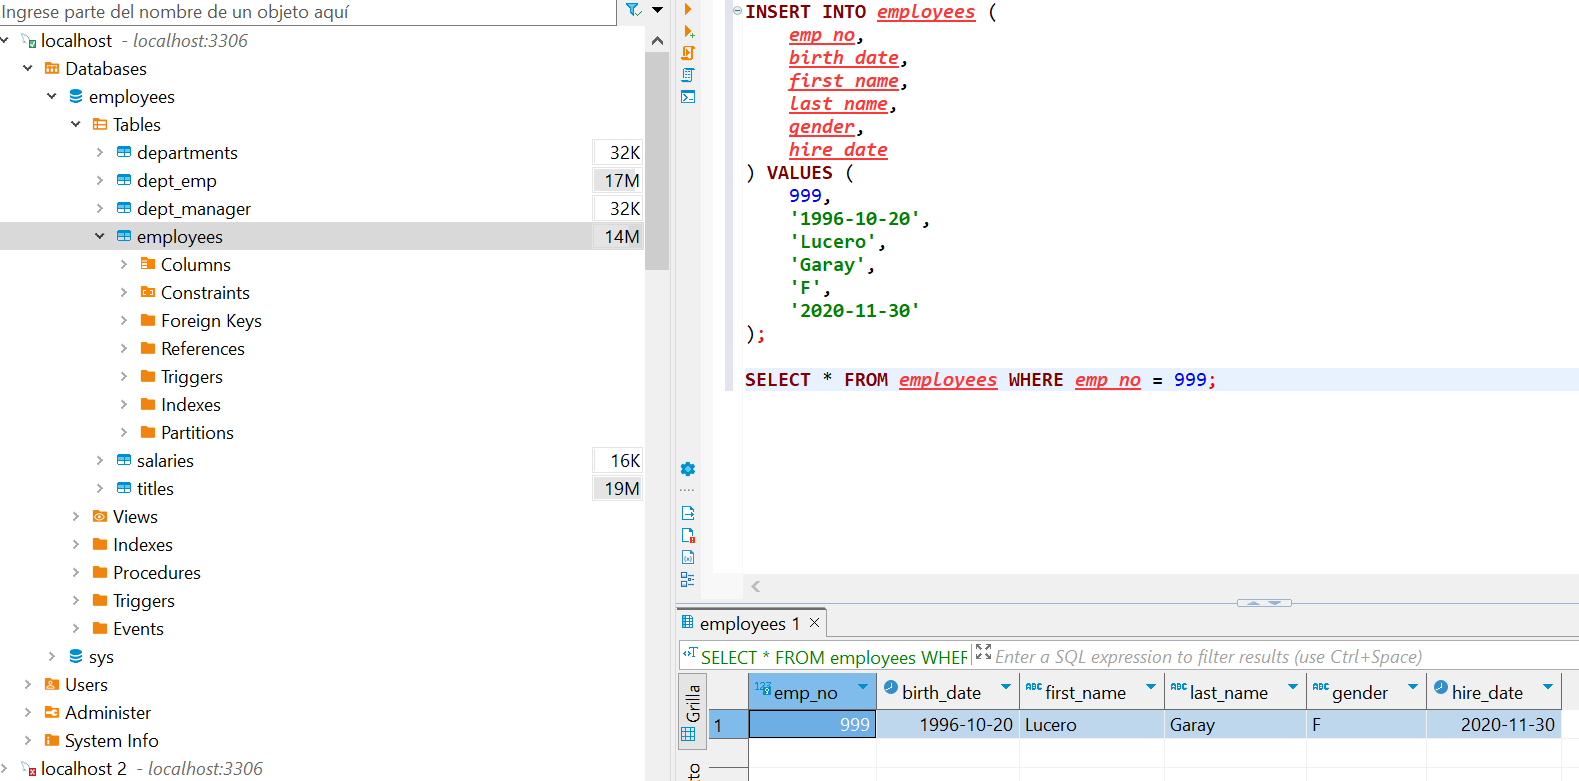 Ingrese parte del nombre de un objeto aquí
localhost - localhost:3306
Databases
employees
Tables
departments 32K
dept_emp 17M
dept_manager 32K
employees 14M
Columns
Constraints
Foreign Keys
References
Triggers
Indexes
Partitions
salaries 16K
titles 19M
Views
Indexes
Procedures
Triggers
Events
sys
Users
Administer
System Info
localhost 2 - localhost:3306
INSERT INTO employees (
emp_no,
birth_date,
first_name,
last_name,
gender,
hire_date
) VALUES (
999,
'1996-10-20',
'Lucero',
'Garay',
'F',
'2020-11-30'
);
SELECT * FROM employees WHERE emp_no = 999;
employees 1
SELECT * FROM employees WHER Enter a SQL expression to filter results (use Ctrl+Space)
Grilla
123 emp_no birth_date ABC first_name ABC last_name ABC gender hire_date
1 999 1996-10-20 Lucero Garay F 2020-11-30